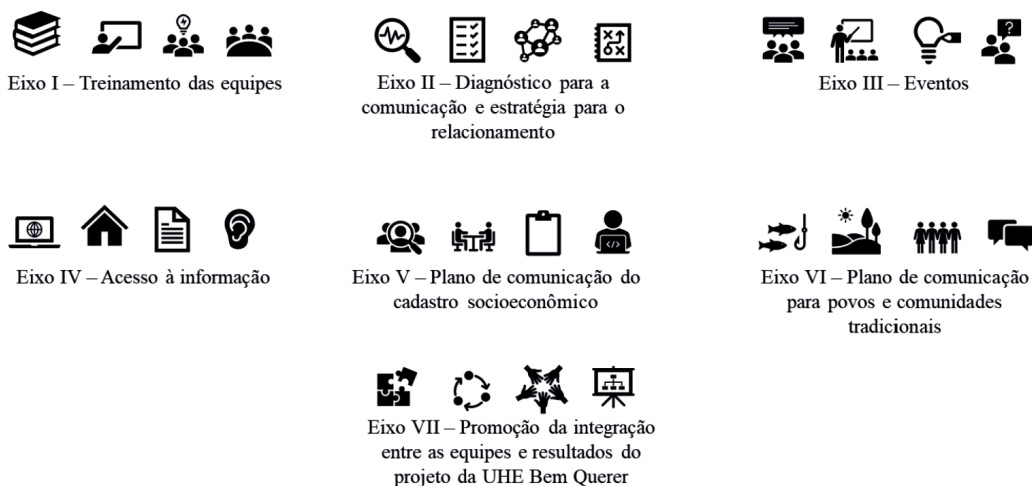 Eixo I – Treinamento das equipes
Eixo II – Diagnóstico para a
comunicação e estratégia para o
relacionamento
Eixo III – Eventos
Eixo IV – Acesso à informação
Eixo V – Plano de comunicação do
cadastro socioeconômico
Eixo VI – Plano de comunicação
para povos e comunidades
tradicionais
Eixo VII – Promoção da integração
entre as equipes e resultados do
projeto da UHE Bem Querer